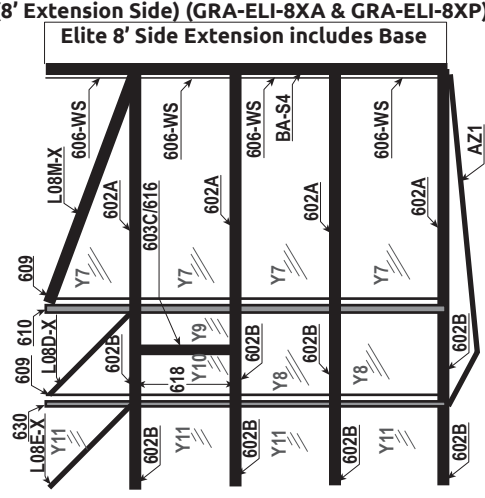 (8' Extension Side) (GRA-ELI-8XA & GRA-ELI-8XP)
Elite 8' Side Extension includes Base
606-WS
606-WS
606-WS
BA-S4
606-WS
AZ1
L08M-X
602A
603C/616
602A
602A
602A
Y7
Y7
Y7
Y7
609
610
L08D-X
609
630
L08E-X
602B
Y9
Y10
618
602B
Y8
602B
Y8
602B
Y11
Y11
Y11
Y11
602B
602B
602B
602B